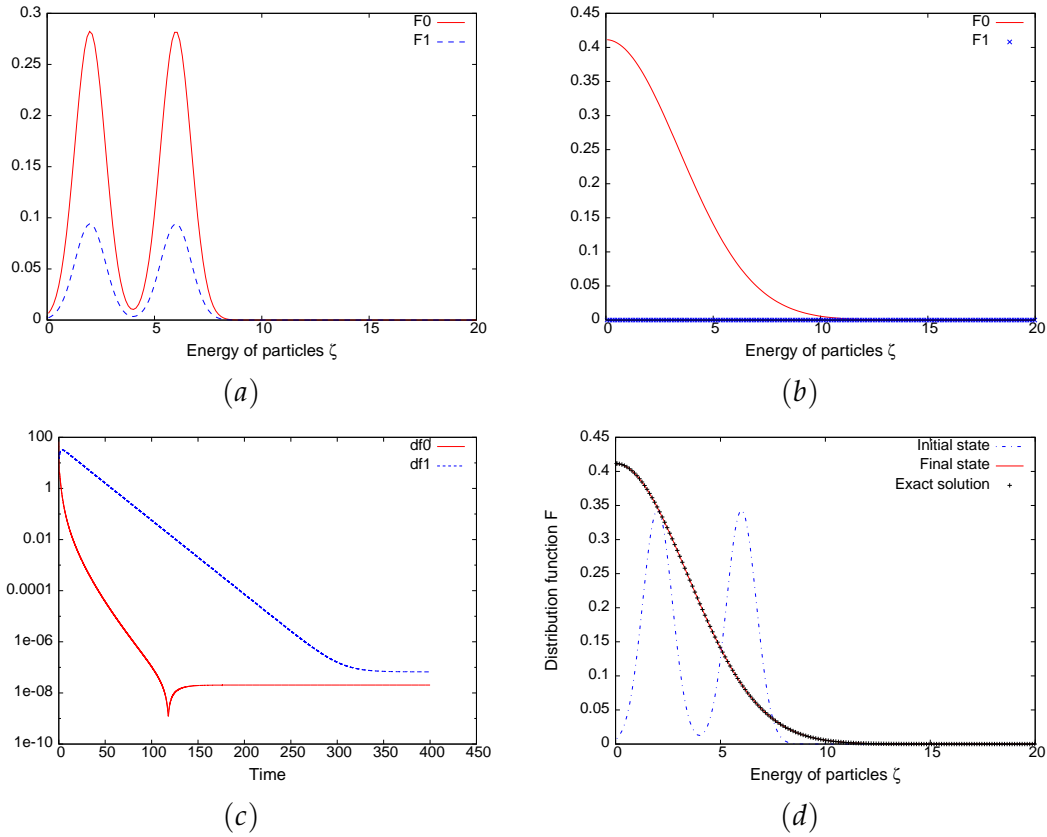 F0
F1
0.3
0.25
0.2
0.15
0.1
0.05
0
0 5 10 15 20
Energy of particles ζ
(a)
F0
F1
0.45
0.4
0.35
0.3
0.25
0.2
0.15
0.1
0.05
0
0 5 10 15 20
Energy of particles ζ
(b)
df0
df1
100
1
0.01
0.0001
1e-06
1e-08
1e-10
0 50 100 150 200 250 300 350 400 450
Time
(c)
Initial state
Final state
Exact solution
Distribution function F
0.45
0.4
0.35
0.3
0.25
0.2
0.15
0.1
0.05
0
0 5 10 15 20
Energy of particles ζ
(d)